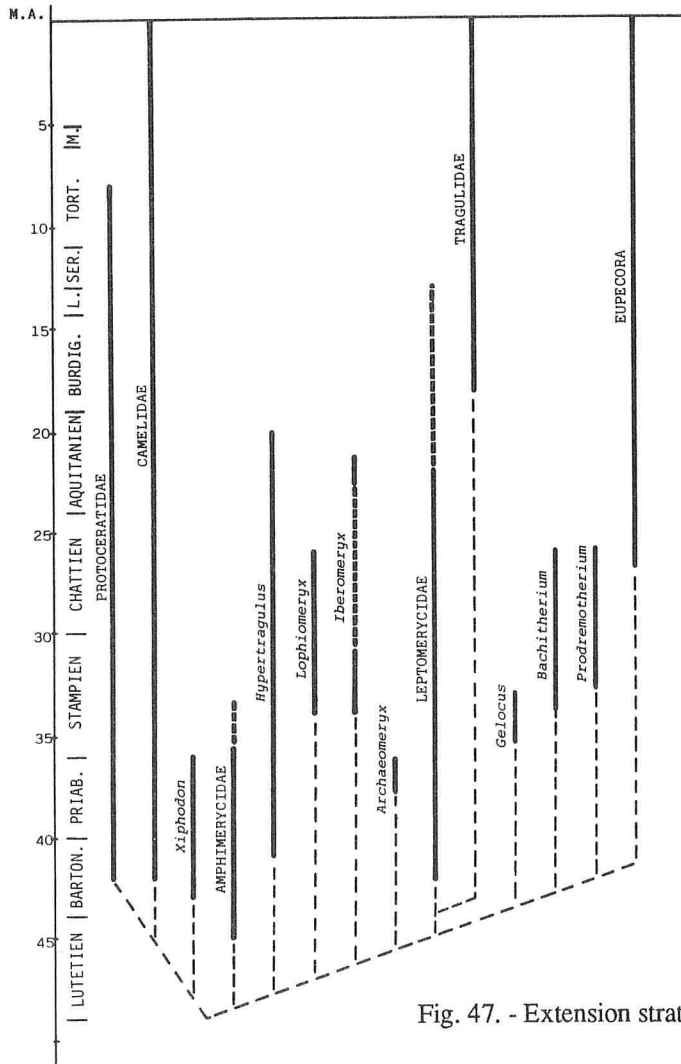 M.A.
5
10
15
20
25
30
35
40
45
| LUTETIEN | BARTON. | PRIAB. | STAMPIEN | CHATTIEN | AQUITANIEN | BURDIG. | L. | SER. | TORT. | M. |
PROTOCERATIDAE
CAMELIDAE
Xiphodon
AMPHIMERYCIDAE
Hypertragulus
Lophiomeryx
Iberomeryx
Archaeomeryx
LEPTOMERYCIDAE
TRAGULIDAE
Gelocus
Bachitherium
Prodremotherium
EUPECORA
Fig. 47. - Extension strat